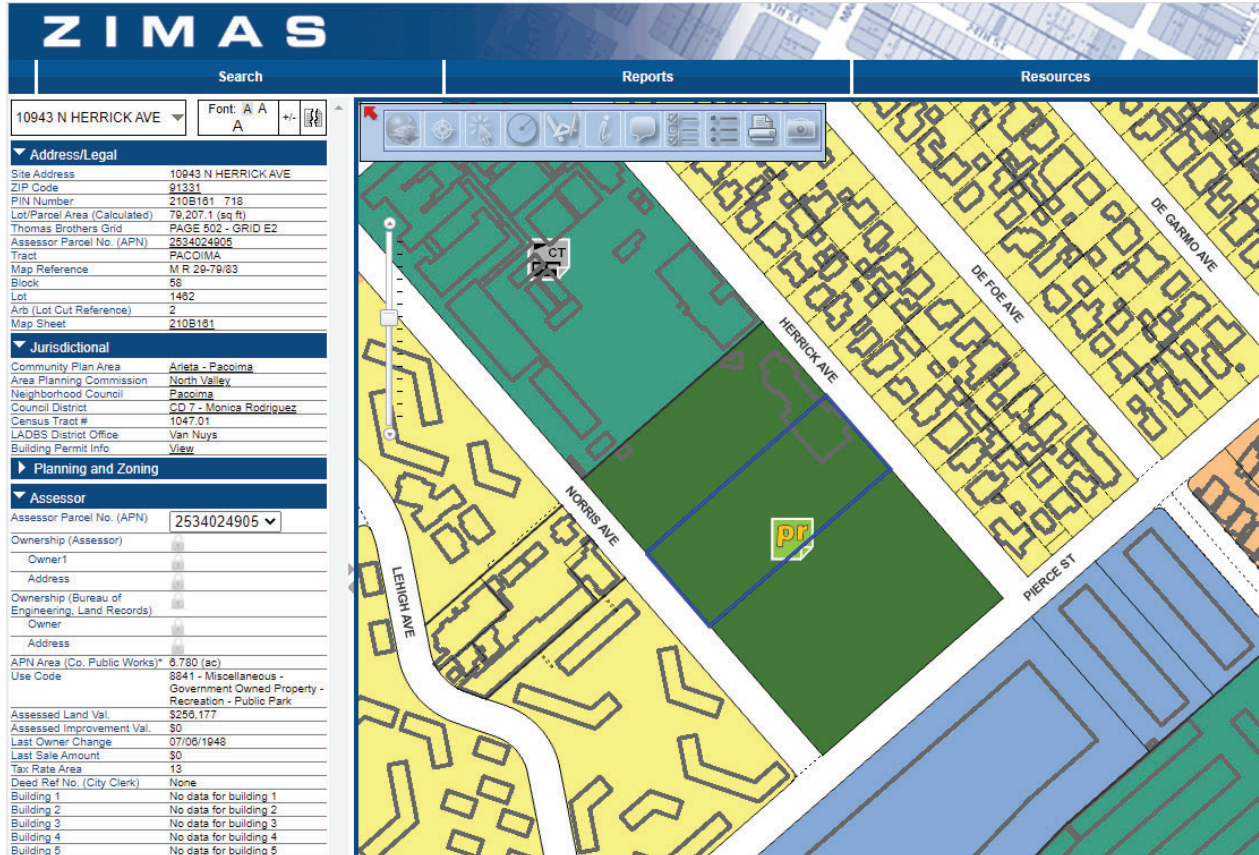 ZIMAS
Search Reports Resources
10943 N HERRICK AVE
Font: A A
A
+/-
Address/Legal
Site Address 10943 N HERRICK AVE
ZIP Code 91331
PIN Number 210B161 718
Lot/Parcel Area (Calculated) 79,207.1 (sq ft)
Thomas Brothers Grid PAGE 502 - GRID E2
Assessor Parcel No. (APN) 2534024905
Tract PACOIMA
Map Reference M R 29-79/83
Block 58
Lot 1462
Arb (Lot Cut Reference) 2
Map Sheet 210B161
Jurisdictional
Community Plan Area Arleta - Pacoima
Area Planning Commission North Valley
Neighborhood Council Pacoima
Council District CD 7 - Monica Rodriguez
Census Tract # 1047.01
LADBS District Office Van Nuys
Building Permit Info View
Planning and Zoning
Assessor
Assessor Parcel No. (APN) 2534024905
Ownership (Assessor)
Owner1
Address
Ownership (Bureau of
Engineering, Land Records)
Owner
Address
APN Area (Co. Public Works)* 6.780 (ac)
Use Code 8841 - Miscellaneous -
Government Owned Property -
Recreation - Public Park
Assessed Land Val. $256,177
Assessed Improvement Val. $0
Last Owner Change 07/06/1948
Last Sale Amount $0
Tax Rate Area 13
Deed Ref No. (City Clerk) None
Building 1 No data for building 1
Building 2 No data for building 2
Building 3 No data for building 3
Building 4 No data for building 4
Building 5 No data for building 5
24TH ST
CT
DE GARMO AVE
DE FOE AVE
HERRICK AVE
NORRIS AVE
pr
PIERCE ST
LEHIGH AVE